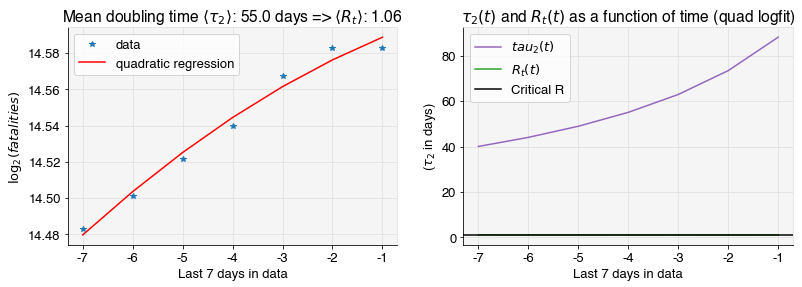 Mean doubling time ⟨τ₂⟩: 55.0 days => ⟨Rₜ⟩: 1.06
data
quadratic regression
log₂(fatalities)
14.58
14.56
14.54
14.52
14.50
14.48
-7 -6 -5 -4 -3 -2 -1
Last 7 days in data
τ₂(t) and Rₜ(t) as a function of time (quad logfit)
tau₂(t)
Rₜ(t)
Critical R
(τ₂ in days)
80
60
40
20
0
-7 -6 -5 -4 -3 -2 -1
Last 7 days in data